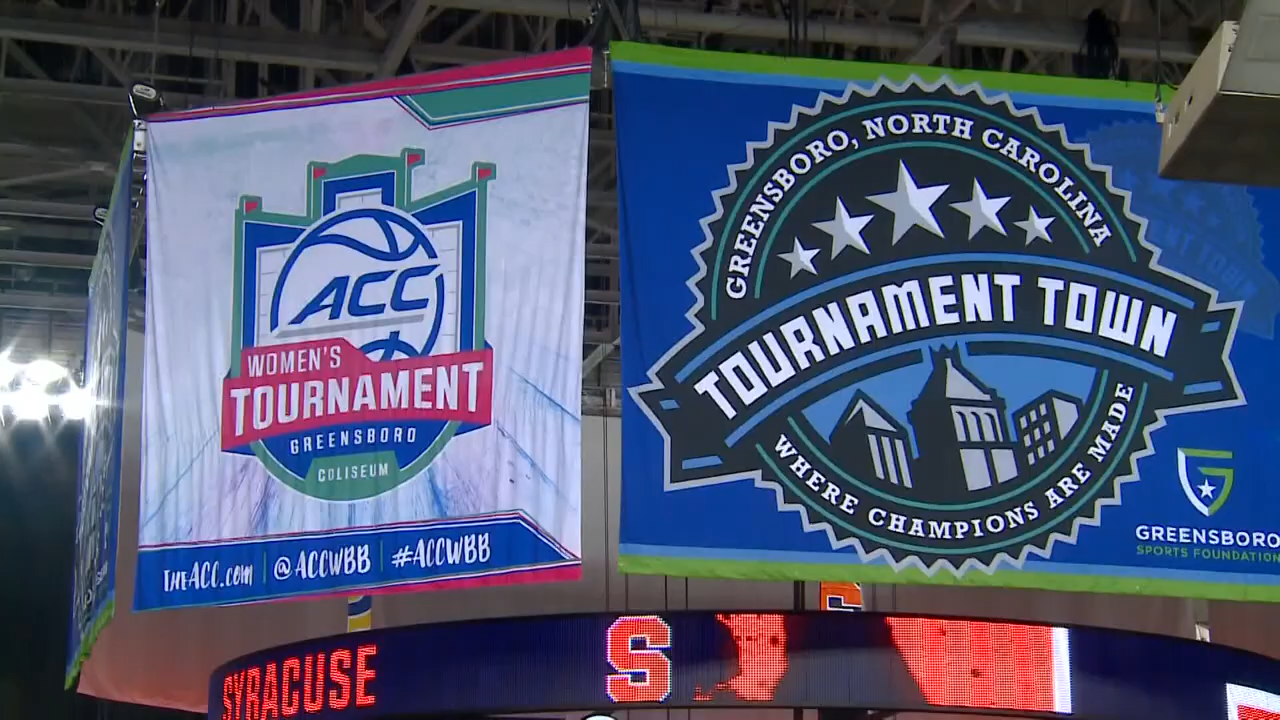 ACC
WOMEN'S
TOURNAMENT
GREENSBORO
COLISEUM
THEACC.com | @ACCWBB | #ACCWBB
GREENSBORO, NORTH CAROLINA
TOURNAMENT TOWN
WHERE CHAMPIONS ARE MADE
G
GREENSBORO
SPORTS FOUNDATION
S
SYRACUSE
S